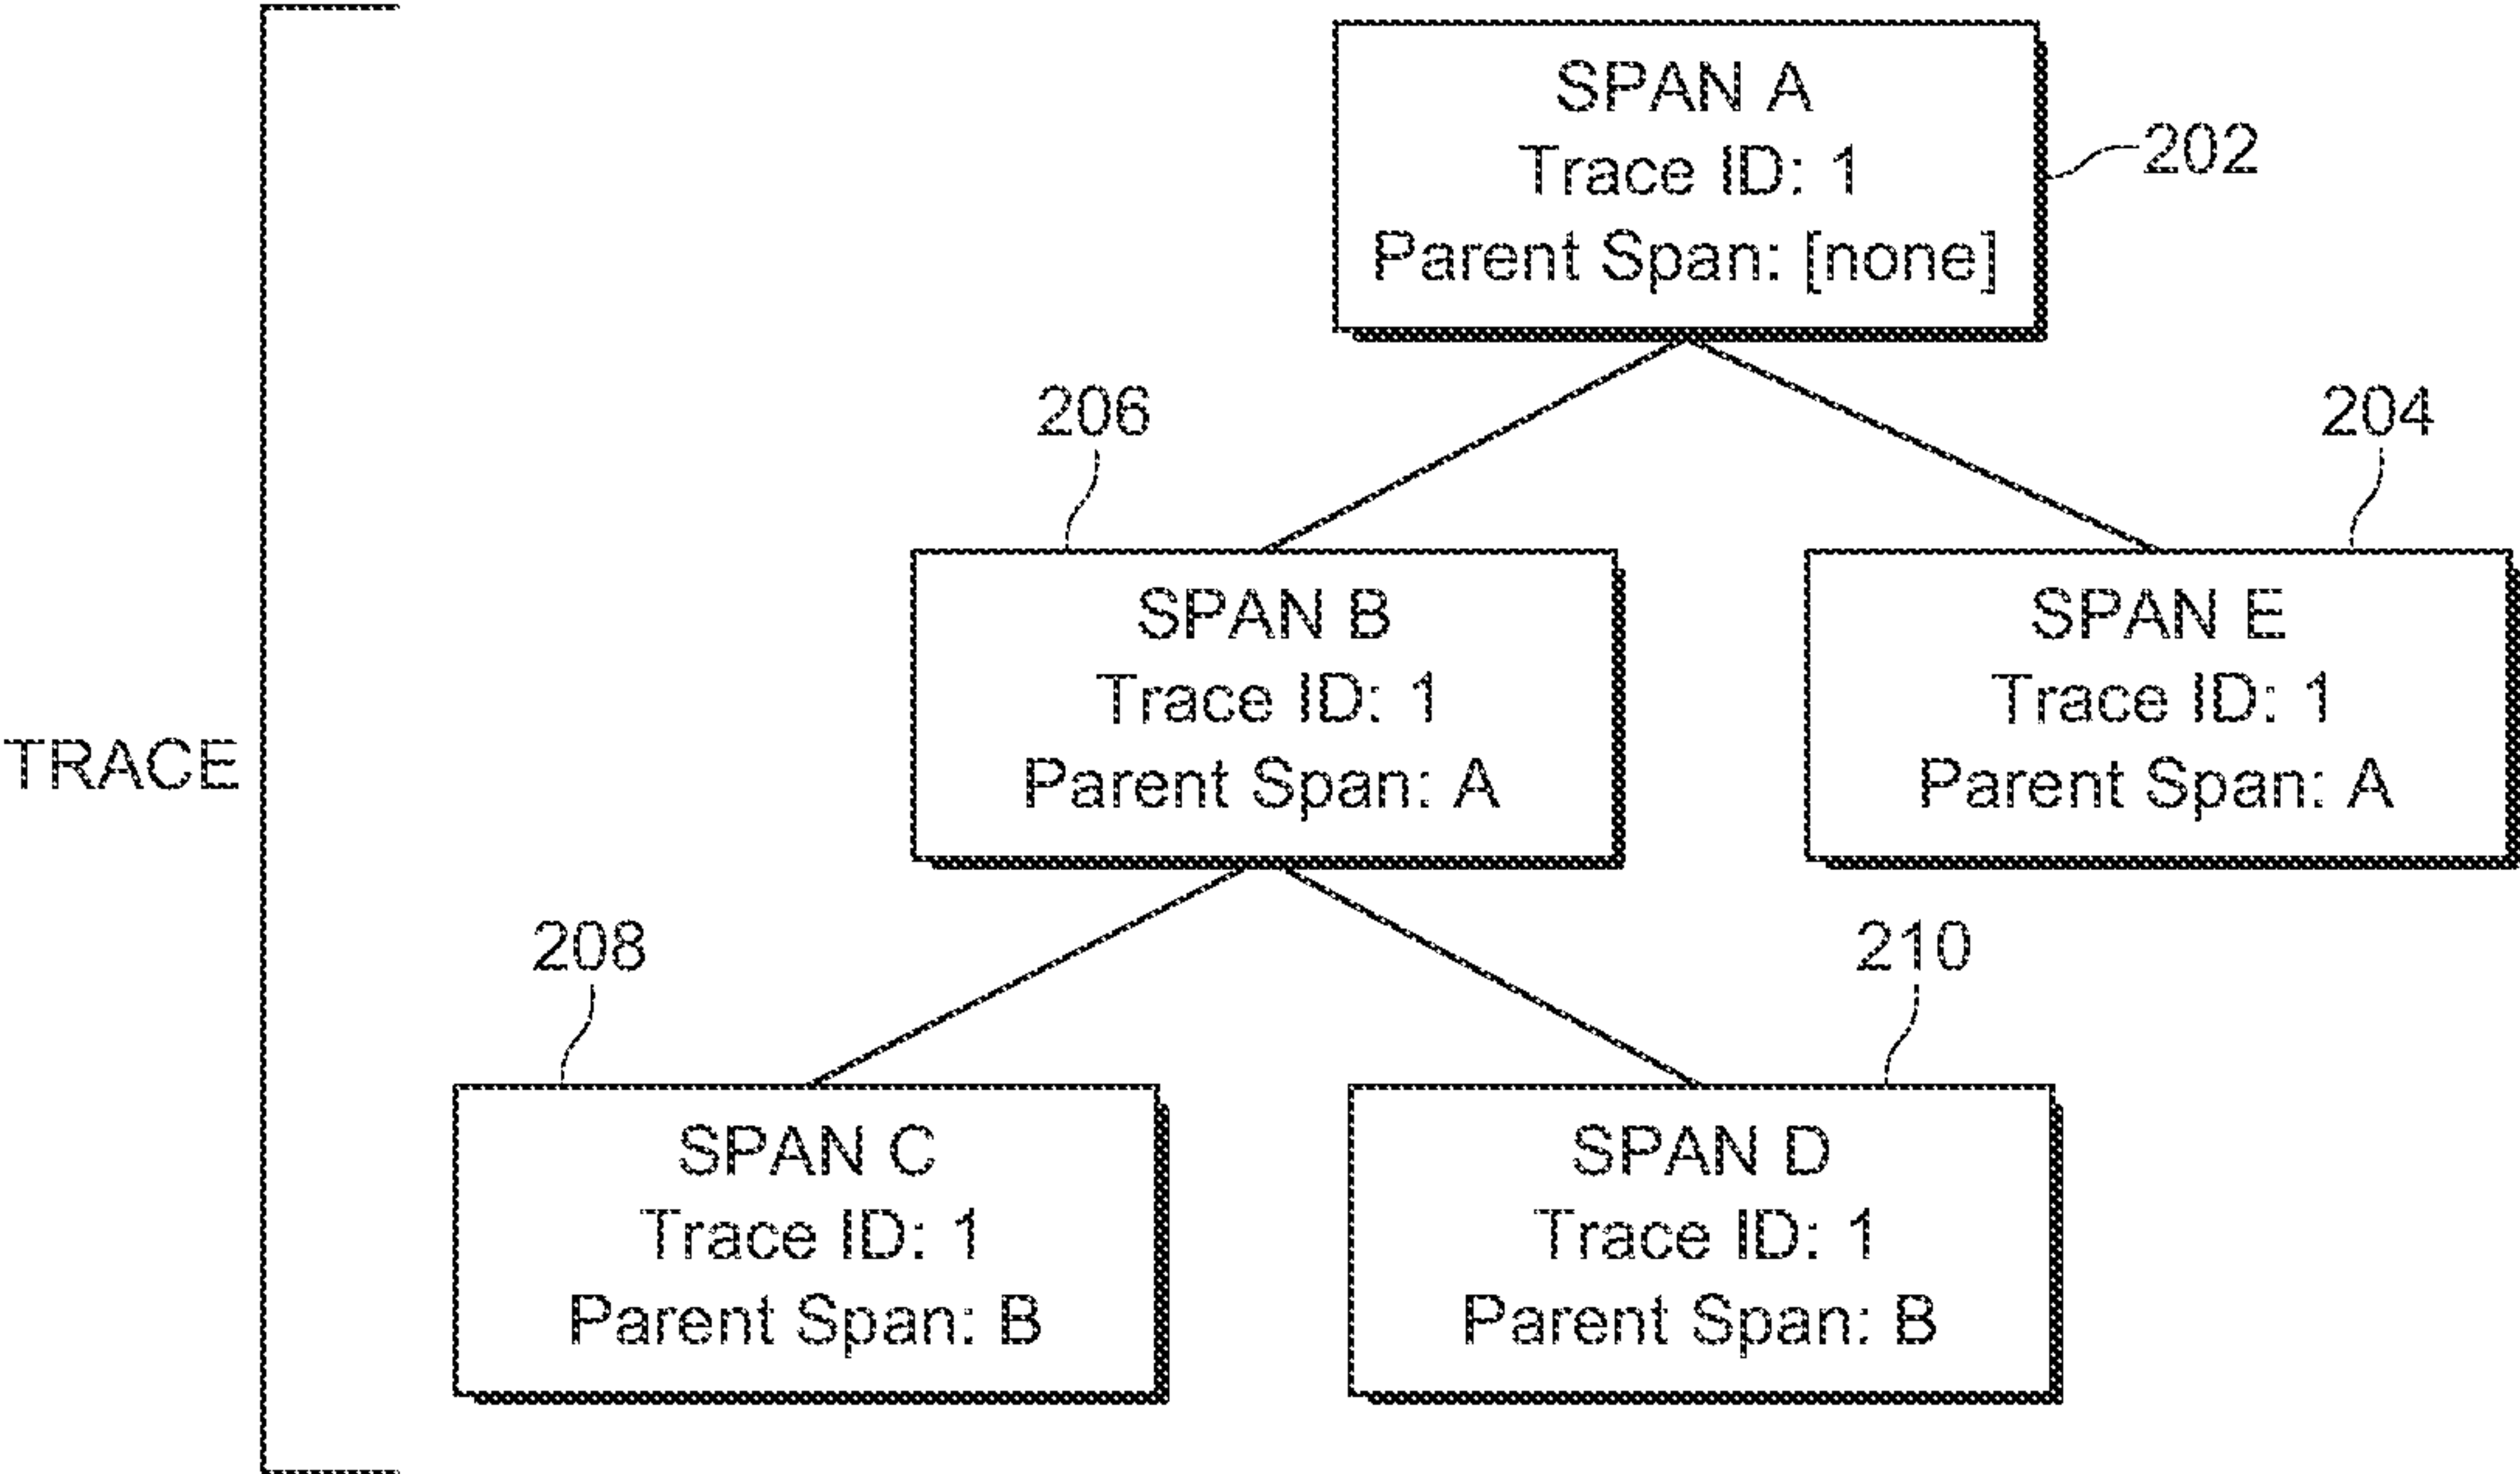 SPAN A
Trace ID: 1
Parent Span: [none]
202
206
204
SPAN B
Trace ID: 1
Parent Span: A
SPAN E
Trace ID: 1
Parent Span: A
TRACE
208
210
SPAN C
Trace ID: 1
Parent Span: B
SPAN D
Trace ID: 1
Parent Span: B